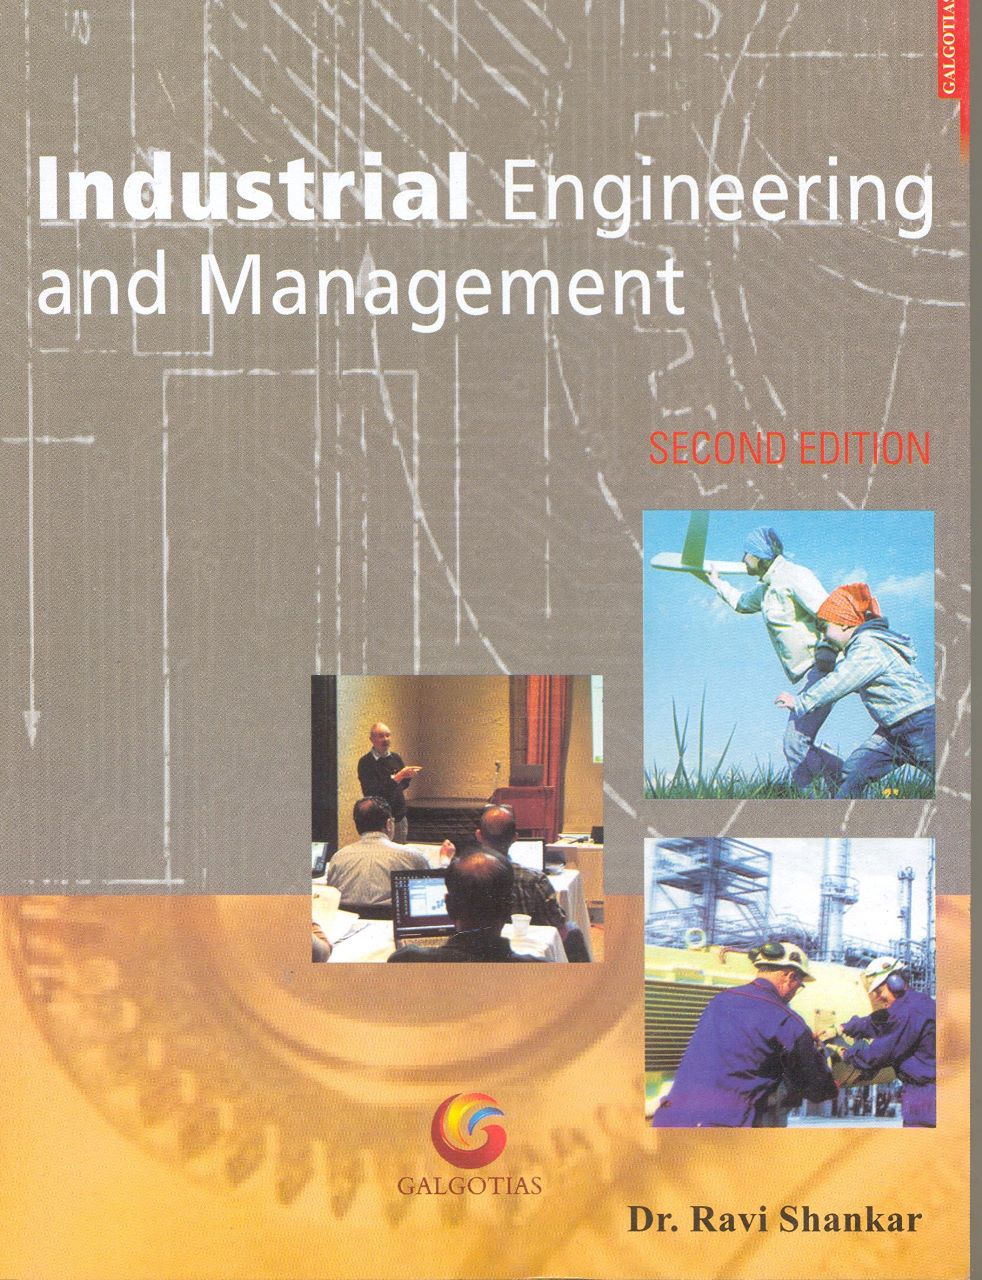 GALGOTIAS
Industrial Engineering
and Management
SECOND EDITION
GALGOTIAS
Dr. Ravi Shankar